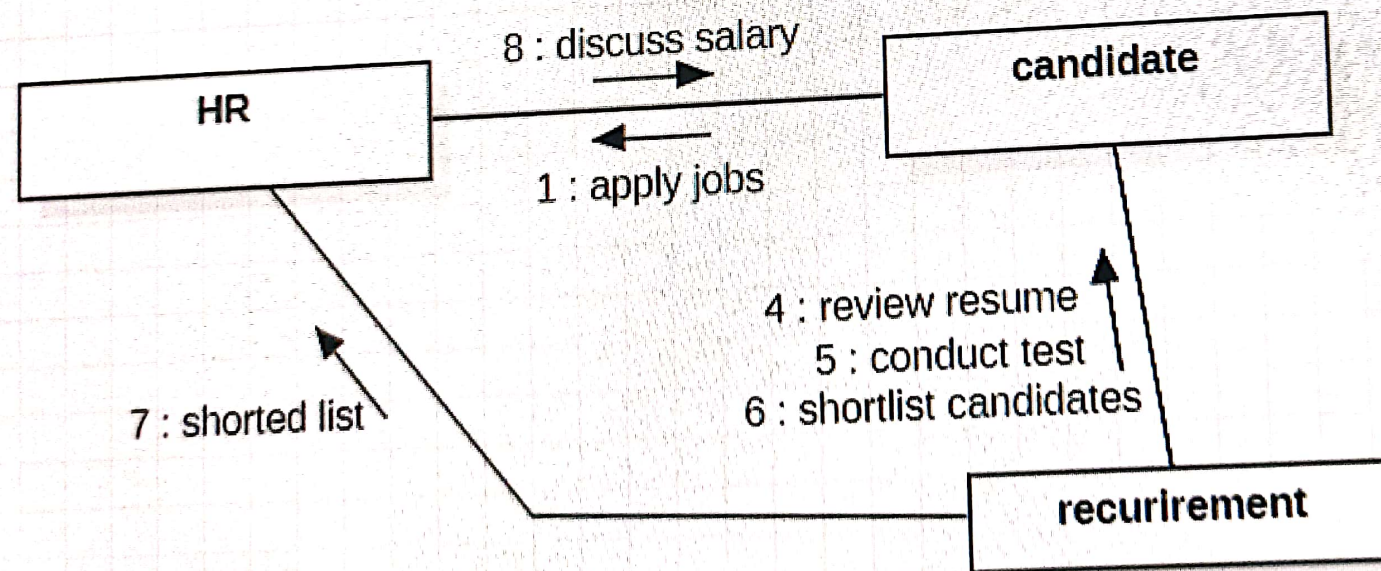 8 : discuss salary
candidate
HR
1 : apply jobs
4 : review resume
5 : conduct test
7 : shorted list
6 : shortlist candidates
recurirement